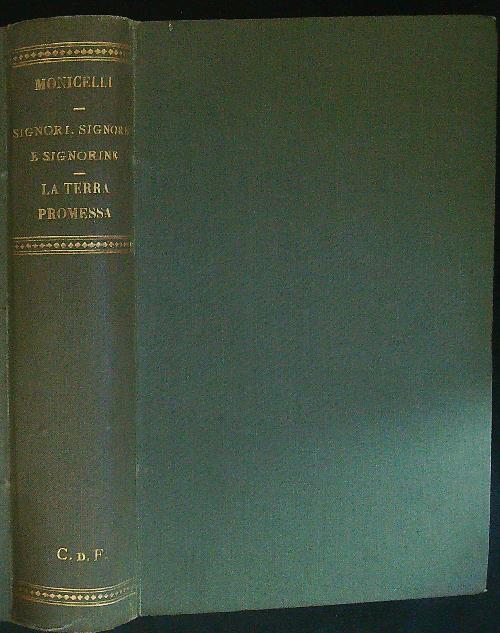 MONICELLI
—
SIGNORI, SIGNORE
E SIGNORINE
—
LA TERRA
PROMESSA
C. D. F.